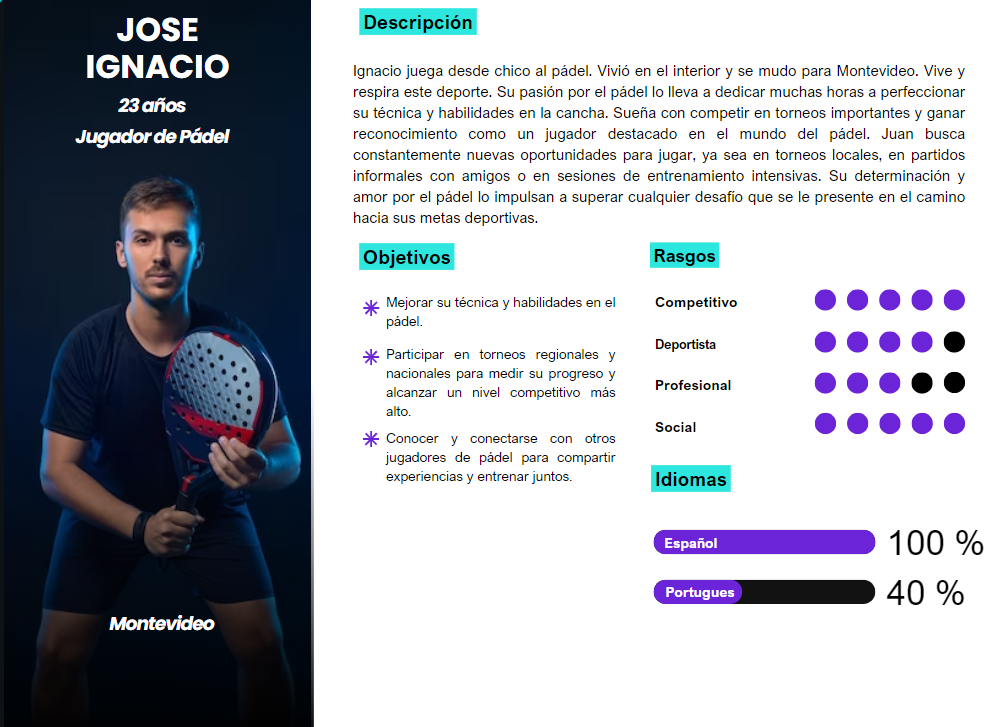 JOSE
IGNACIO
23 años
Jugador de Pádel
Montevideo
Descripción
Ignacio juega desde chico al pádel. Vivió en el interior y se mudo para Montevideo. Vive y
respira este deporte. Su pasión por el pádel lo lleva a dedicar muchas horas a perfeccionar
su técnica y habilidades en la cancha. Sueña con competir en torneos importantes y ganar
reconocimiento como un jugador destacado en el mundo del pádel. Juan busca
constantemente nuevas oportunidades para jugar, ya sea en torneos locales, en partidos
informales con amigos o en sesiones de entrenamiento intensivas. Su determinación y
amor por el pádel lo impulsan a superar cualquier desafío que se le presente en el camino
hacia sus metas deportivas.
Objetivos
Mejorar su técnica y habilidades en el
pádel.
Participar en torneos regionales y
nacionales para medir su progreso y
alcanzar un nivel competitivo más
alto.
Conocer y conectarse con otros
jugadores de pádel para compartir
experiencias y entrenar juntos.
Rasgos
Competitivo
Deportista
Profesional
Social
Idiomas
Español 100 %
Portugues 40 %